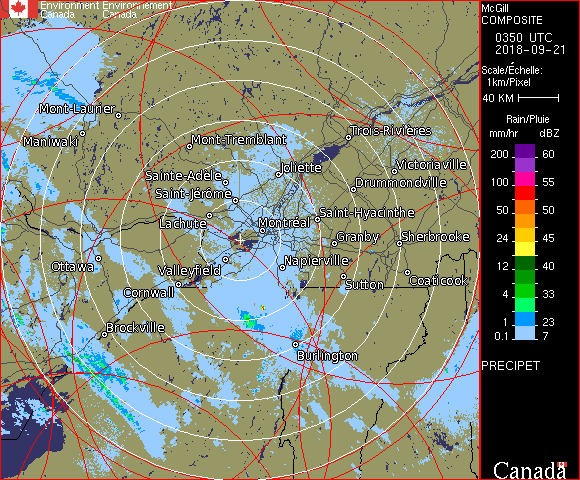 Environment Environnement
Canada Canada
McGill
COMPOSITE
0350 UTC
2018-09-21
Scale/Échelle:
1km/Pixel
40 KM
Rain/Pluie
mm/hr dBZ
200 60
100 55
50 50
24 45
12 40
4 33
1 23
0.1 7
PRECIPET
Canada
Mont-Laurier
Maniwaki
Mont-Tremblant
Trois-Rivières
Sainte-Adèle
Joliette
Victoriaville
Saint-Jérôme
Drummondville
Lachute
Montréal
Saint-Hyacinthe
Granby
Sherbrooke
Ottawa
Valleyfield
Napierville
Cornwall
Sutton
Coaticook
Brockville
Burlington